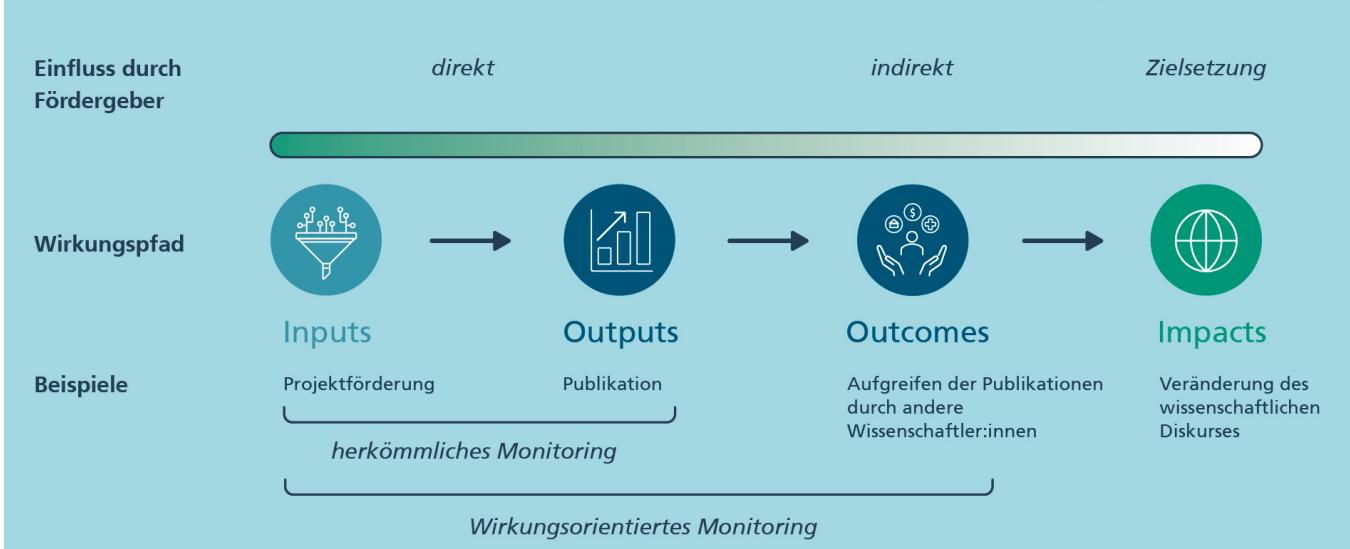 Einfluss durch
Fördergeber
direkt
indirekt
Zielsetzung
Wirkungspfad
$
Inputs
Outputs
Outcomes
Impacts
Beispiele
Projektförderung
Publikation
Aufgreifen der Publikationen
durch andere
Wissenschaftler:innen
Veränderung des
wissenschaftlichen
Diskurses
herkömmliches Monitoring
Wirkungsorientiertes Monitoring